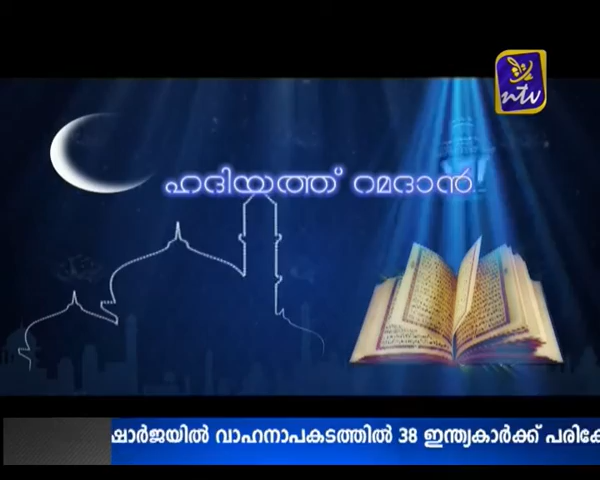 ntv
ഹദിയത്ത് റമദാൻ!
ഷാർജയിൽ വാഹനാപകടത്തിൽ 38 ഇന്ത്യകാർക്ക്